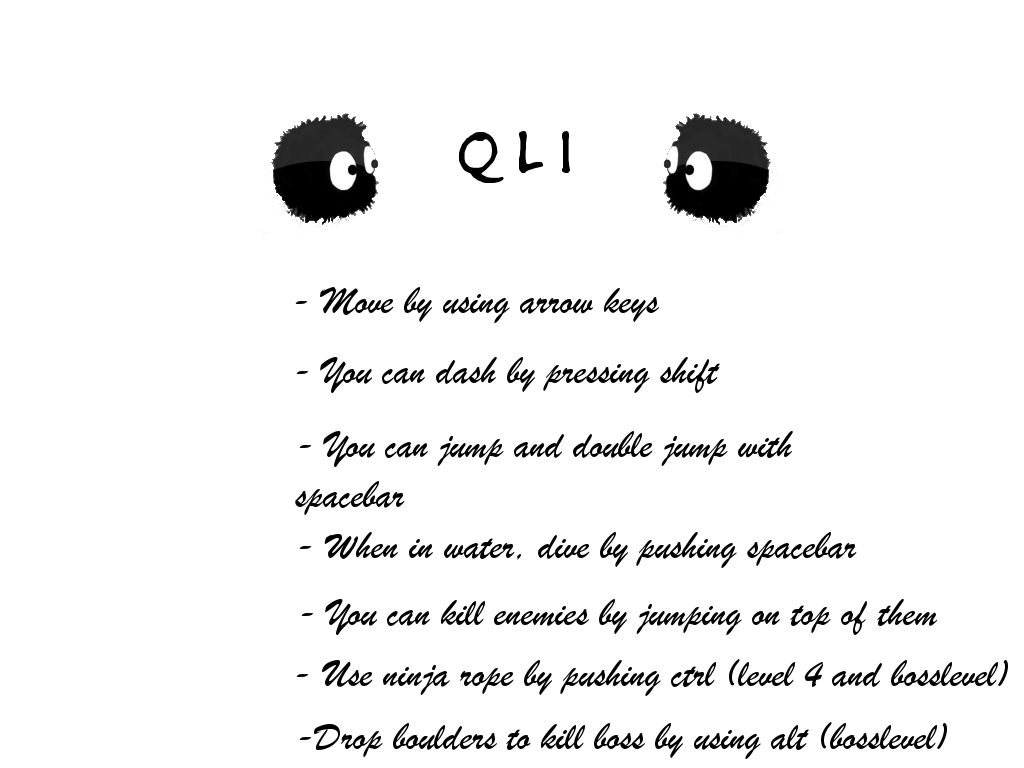 QLI
- Move by using arrow keys
- You can dash by pressing shift
- You can jump and double jump with
spacebar
- When in water, dive by pushing spacebar
- You can kill enemies by jumping on top of them
- Use ninja rope by pushing ctrl (level 4 and bosslevel)
-Drop boulders to kill boss by using alt (bosslevel)